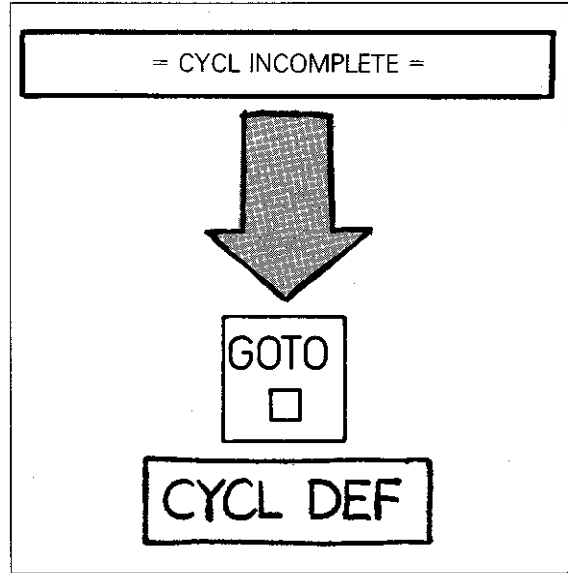 = CYCL INCOMPLETE =
GOTO
CYCL DEF